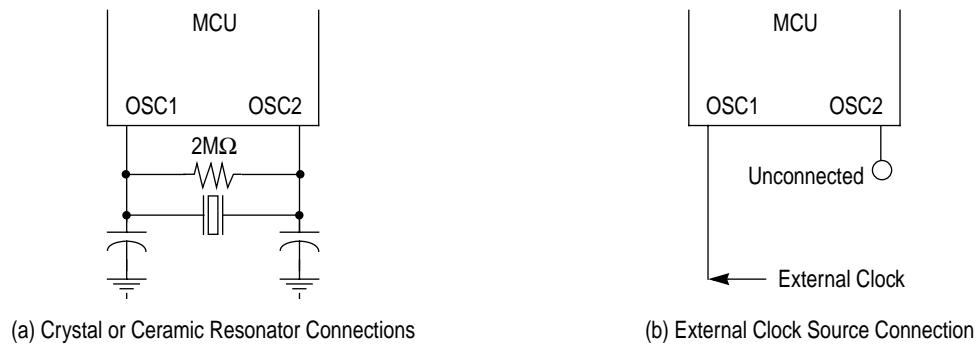 MCU
OSC1 OSC2
2MΩ
(a) Crystal or Ceramic Resonator Connections
MCU
OSC1 OSC2
Unconnected
External Clock
(b) External Clock Source Connection